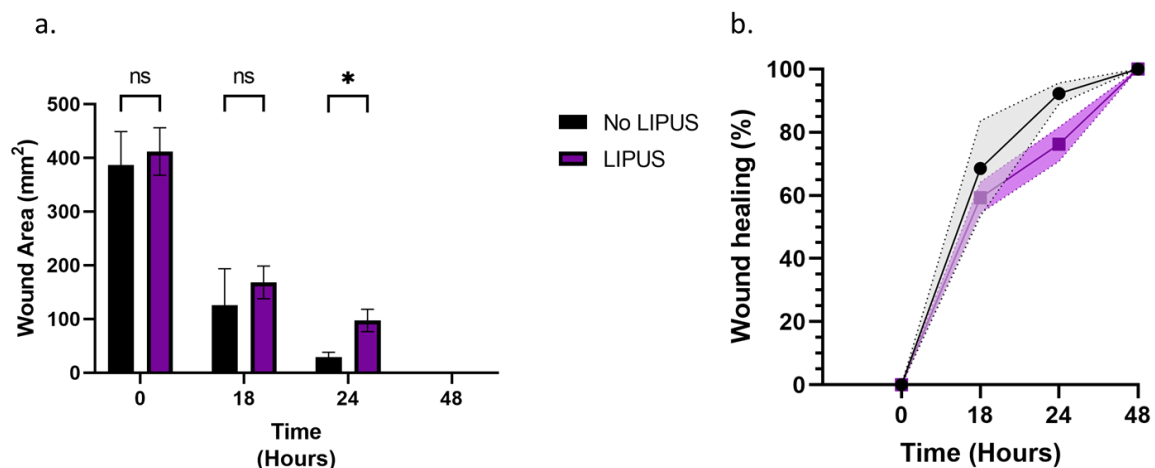 a.
ns
ns
*
500
400
300
200
100
0
Wound Area (mm²)
0
18
24
48
Time
(Hours)
No LIPUS
LIPUS
b.
100
80
60
40
20
0
Wound healing (%)
0
18
24
48
Time (Hours)